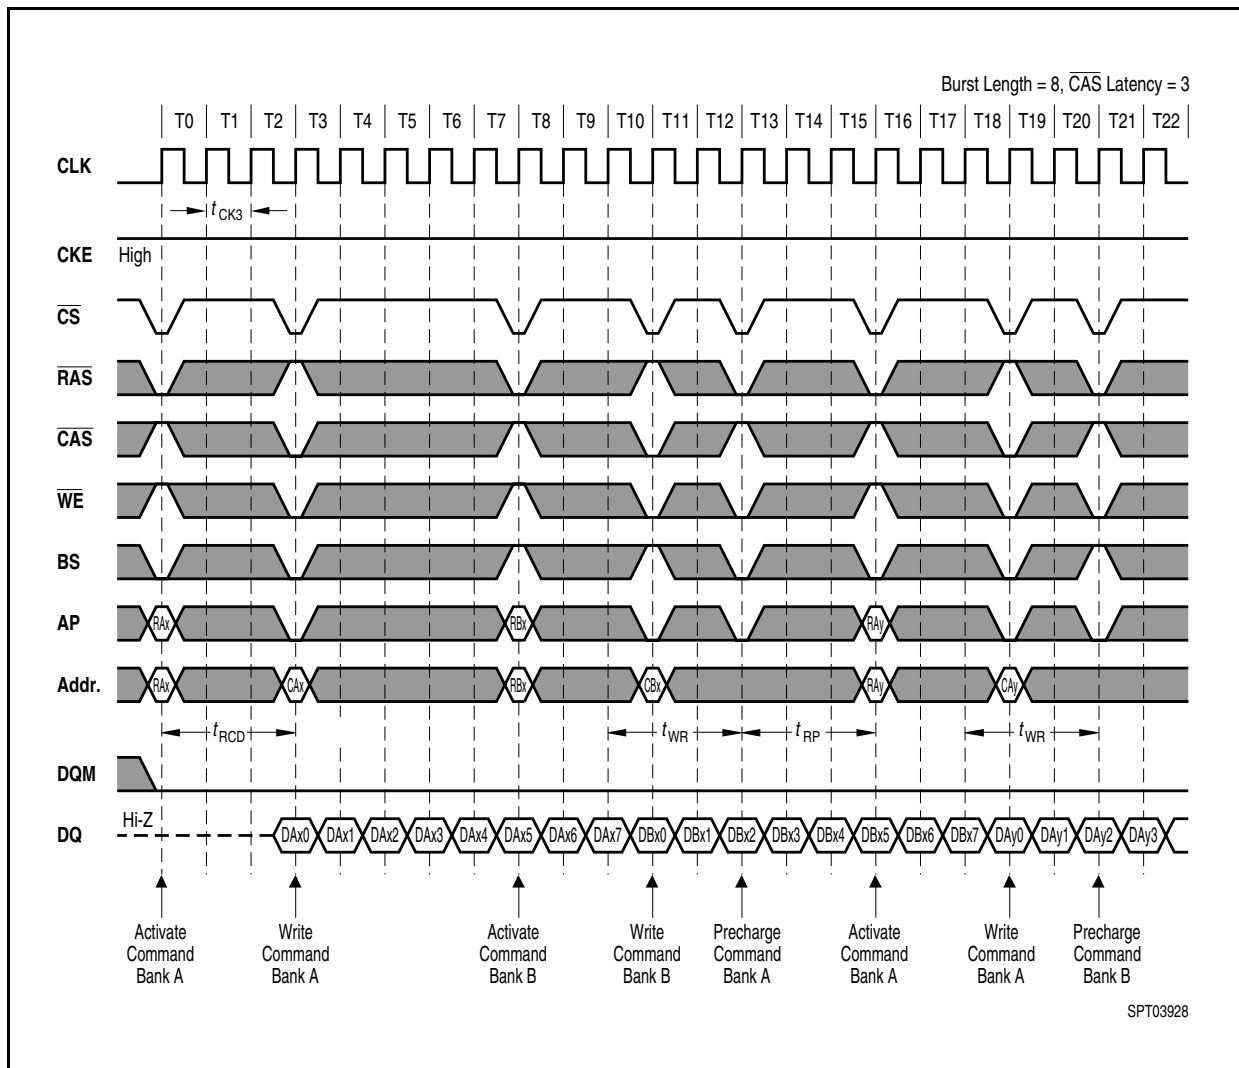 Burst Length = 8, CAS Latency = 3
T0 T1 T2 T3 T4 T5 T6 T7 T8 T9 T10 T11 T12 T13 T14 T15 T16 T17 T18 T19 T20 T21 T22
CLK
tCK3
CKE High
CS
RAS
CAS
WE
BS
AP RAx RBx RAy
Addr. RAx CAx RBx CBx RAy CAy
tRCD tWR tRP tWR
DQM
Hi-Z
DQ DAx0 DAx1 DAx2 DAx3 DAx4 DAx5 DAx6 DAx7 DBx0 DBx1 DBx2 DBx3 DBx4 DBx5 DBx6 DBx7 DAy0 DAy1 DAy2 DAy3
Activate Write Activate Write Precharge Activate Write Precharge
Command Command Command Command Command Command Command Command
Bank A Bank A Bank B Bank B Bank A Bank A Bank A Bank B
SPT03928